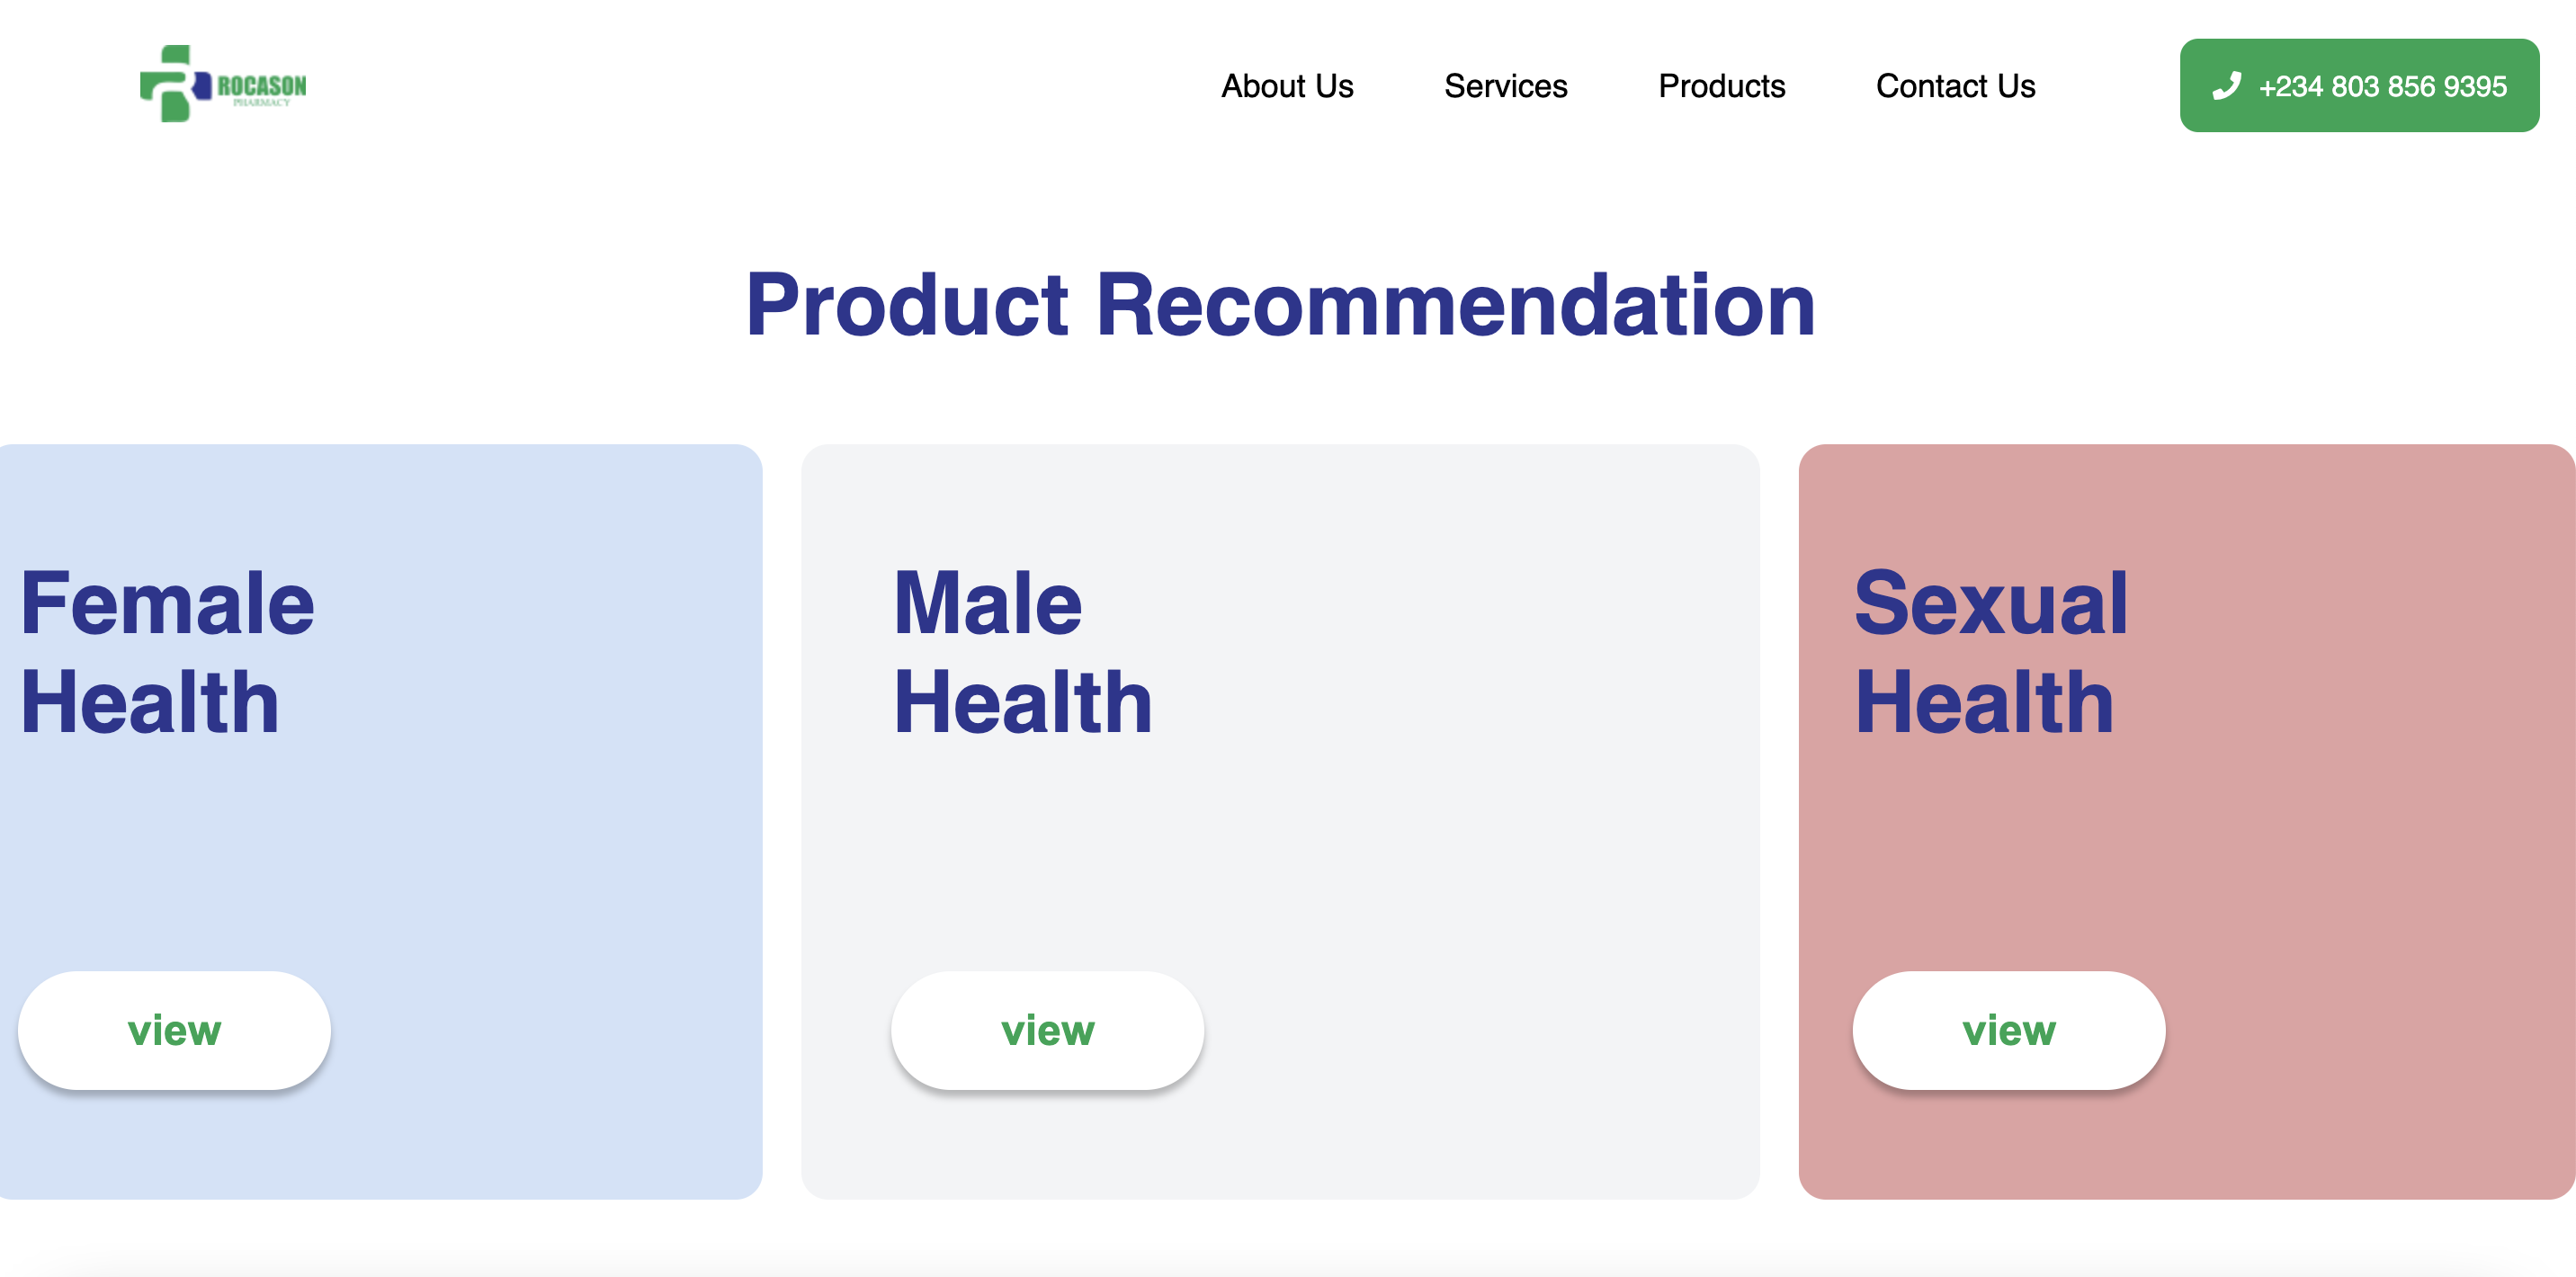 ROCASON
PHARMACY
About Us
Services
Products
Contact Us
+234 803 856 9395
Product Recommendation
Female
Health
view
Male
Health
view
Sexual
Health
view